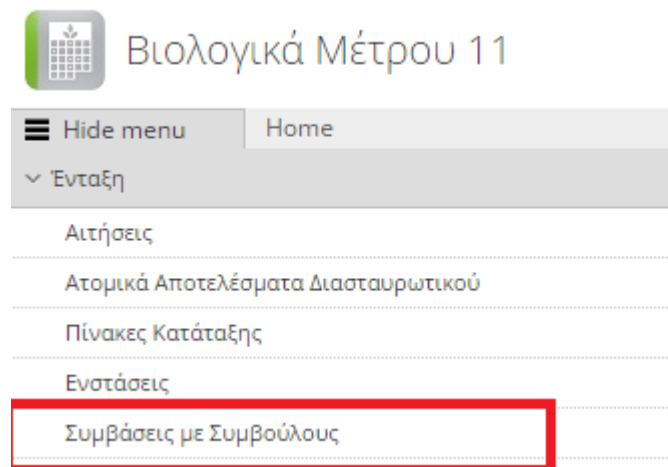 Βιολογικά Μέτρου 11
Hide menu Home
Ένταξη
Αιτήσεις
Ατομικά Αποτελέσματα Διασταυρωτικού
Πίνακες Κατάταξης
Ενστάσεις
Συμβάσεις με Συμβούλους